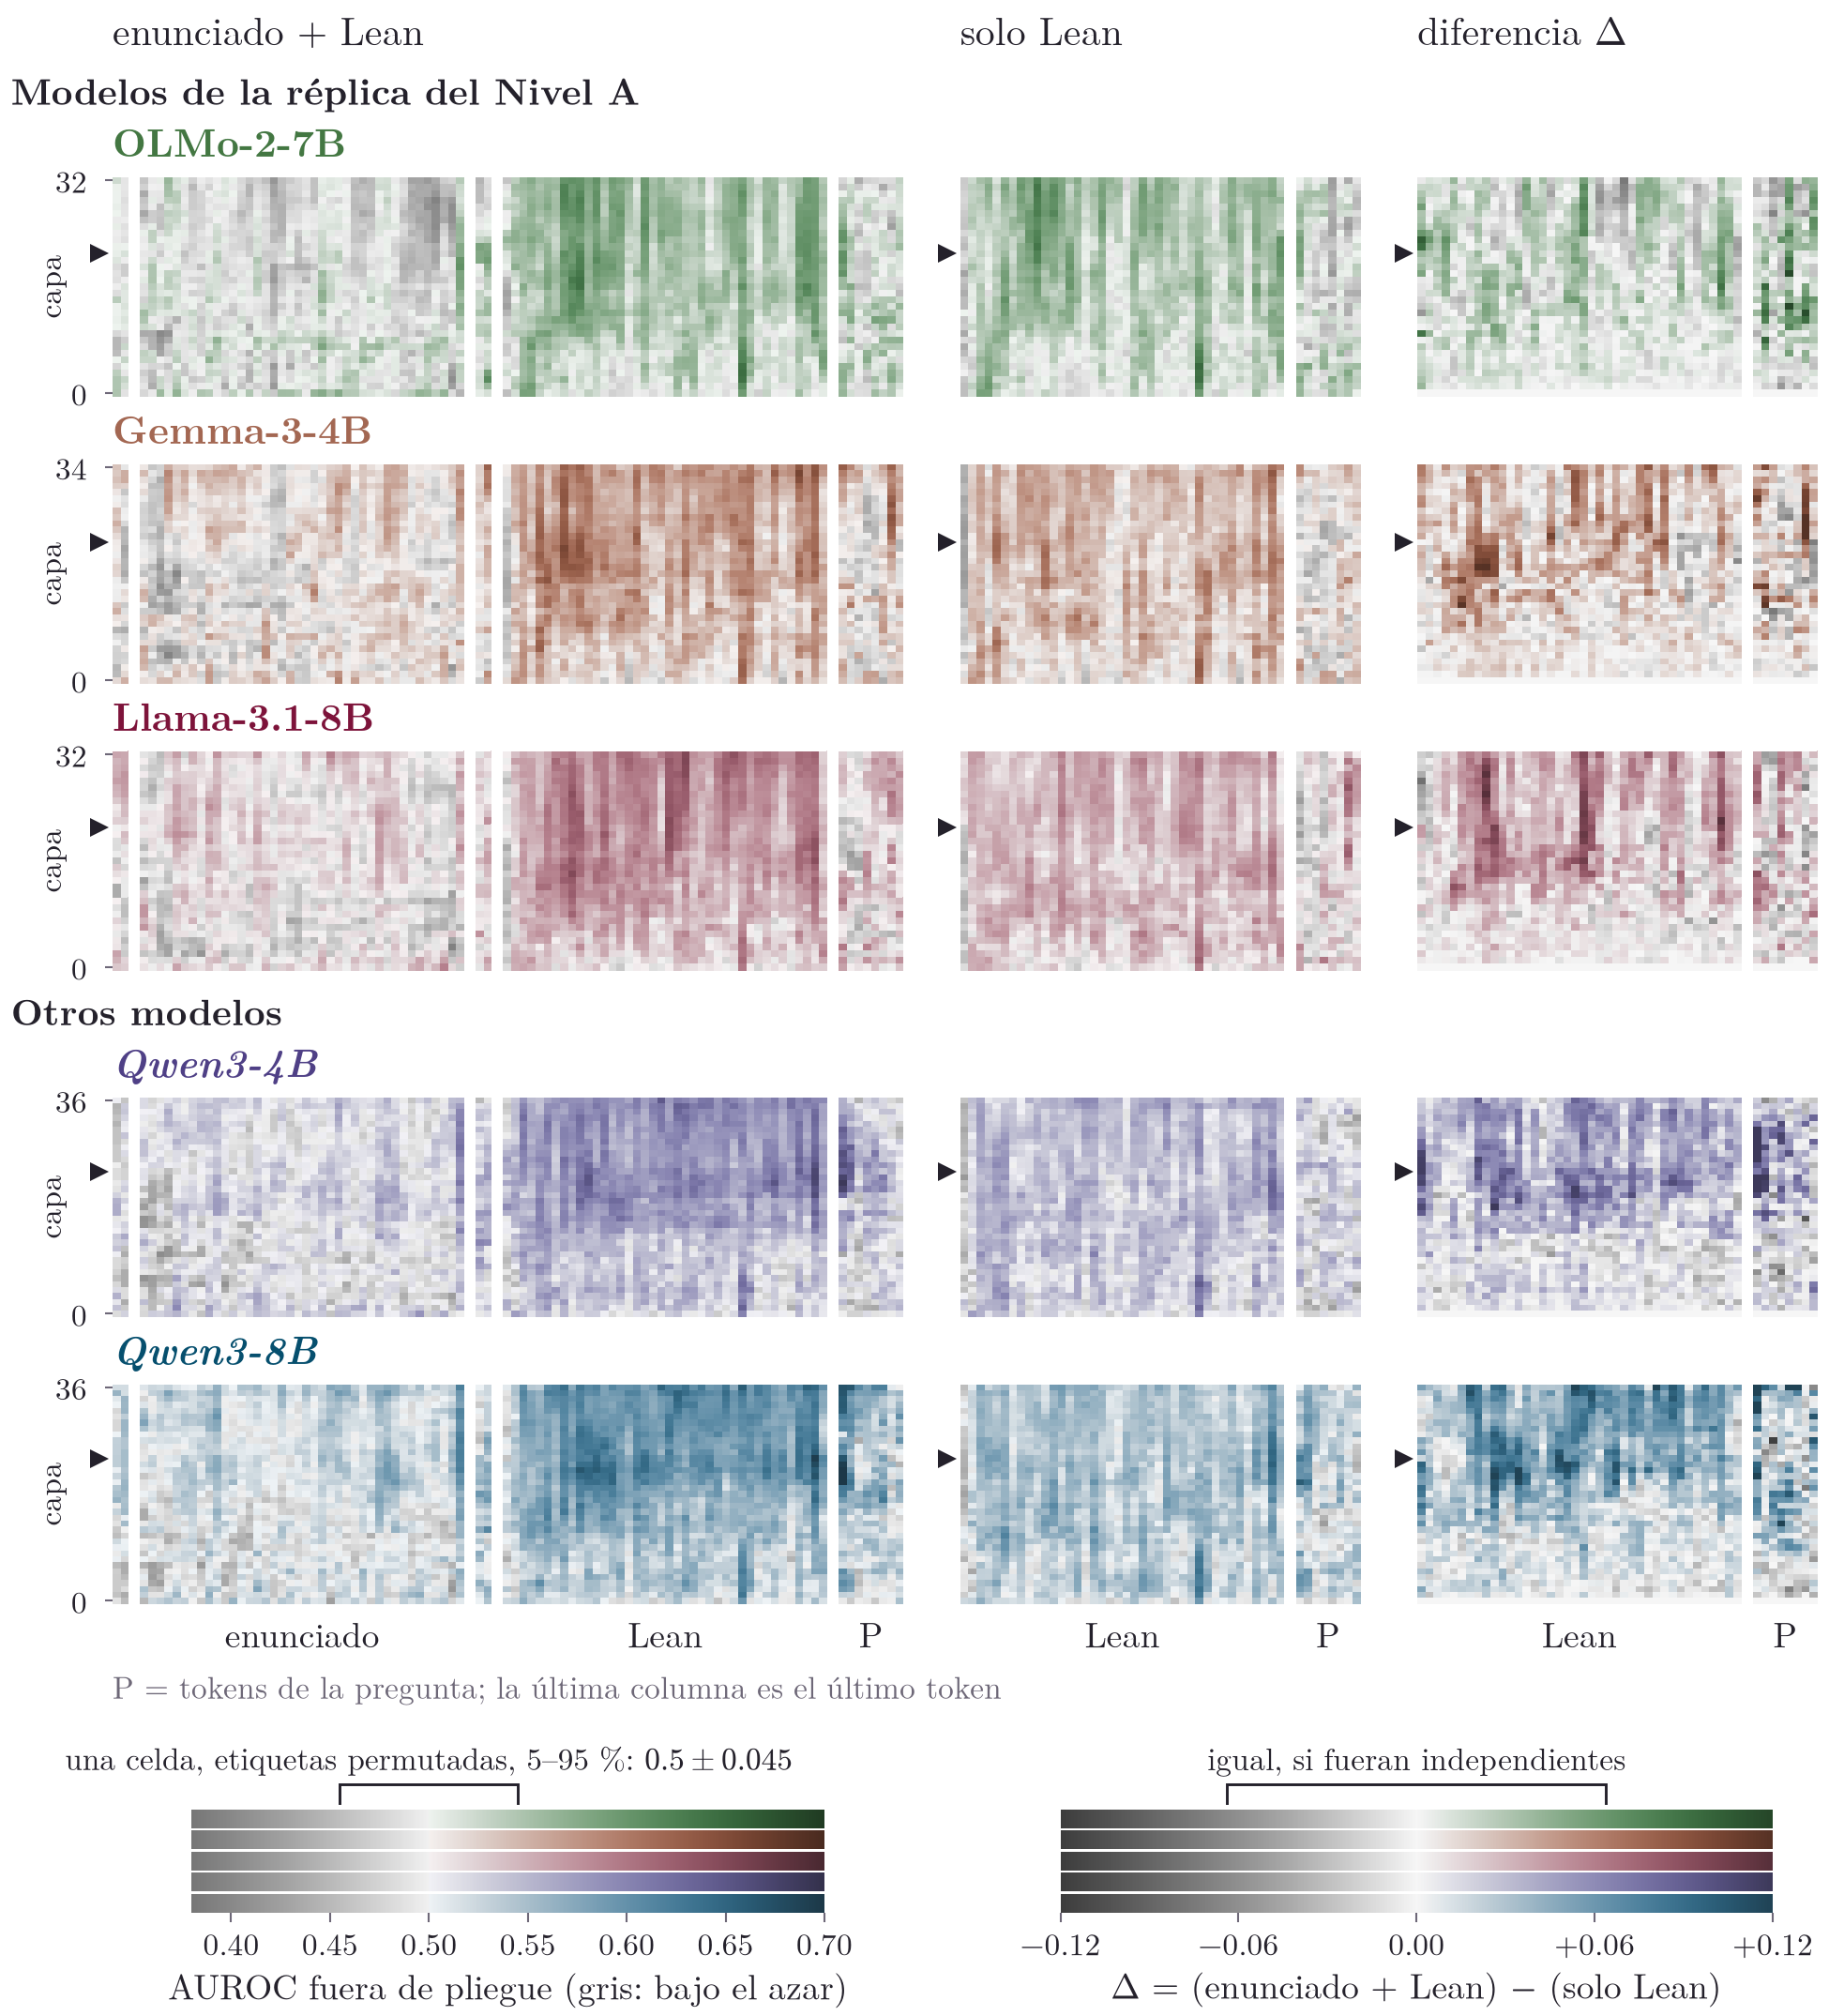 enunciado + Lean
solo Lean
diferencia Δ
Modelos de la réplica del Nivel A
OLMo-2-7B
32
capa
0
Gemma-3-4B
34
capa
0
Llama-3.1-8B
32
capa
0
Otros modelos
Qwen3-4B
36
capa
0
Qwen3-8B
36
capa
0
enunciado
Lean
P
Lean
P
Lean
P
P = tokens de la pregunta; la última columna es el último token
una celda, etiquetas permutadas, 5–95 %: 0.5 ± 0.045
0.40 0.45 0.50 0.55 0.60 0.65 0.70
AUROC fuera de pliegue (gris: bajo el azar)
igual, si fueran independientes
−0.12 −0.06 0.00 +0.06 +0.12
Δ = (enunciado + Lean) − (solo Lean)